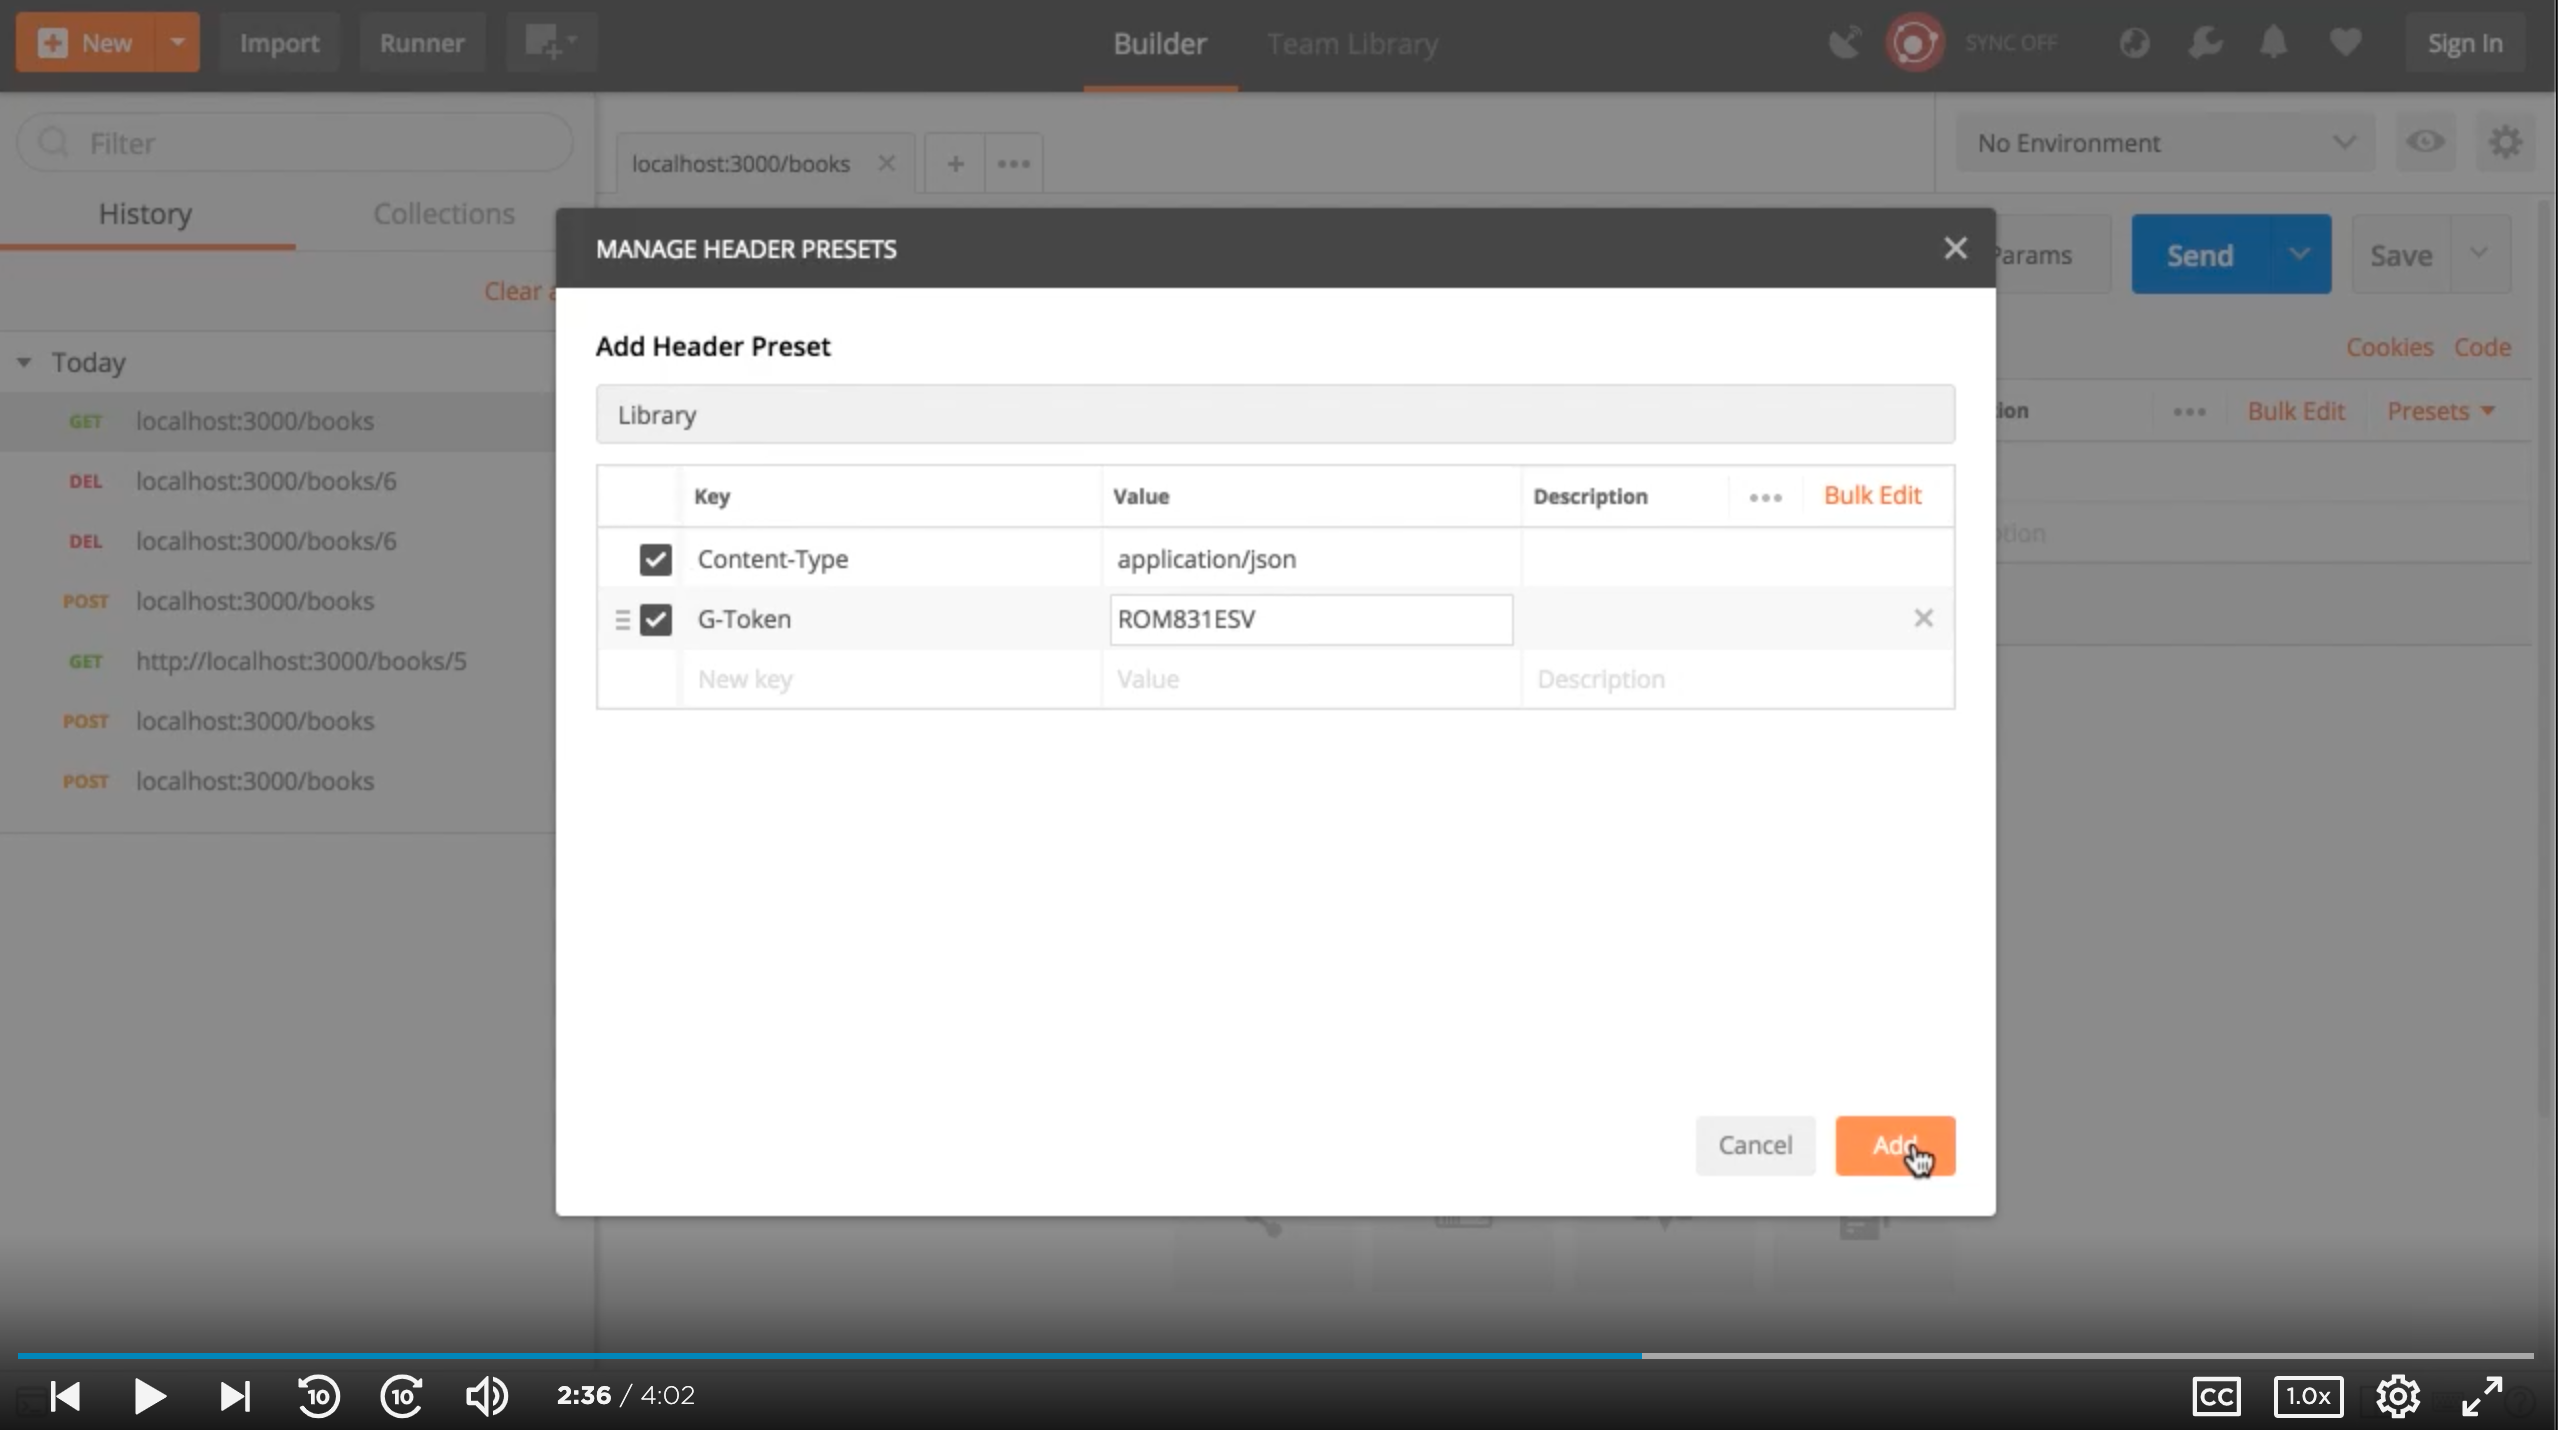 New
Import
Runner
Builder
Team Library
SYNC OFF
Sign In
Filter
localhost:3000/books
No Environment
History
Collections
MANAGE HEADER PRESETS
Params
Send
Save
Clear
Add Header Preset
Cookies
Code
Today
Library
Bulk Edit
Presets
GET localhost:3000/books
DEL localhost:3000/books/6
DEL localhost:3000/books/6
POST localhost:3000/books
GET http://localhost:3000/books/5
POST localhost:3000/books
POST localhost:3000/books
Key Value Description Bulk Edit
Content-Type application/json
G-Token ROM831ESV
New key Value Description
Cancel
Add
10
10
2:36 / 4:02
CC
1.0x